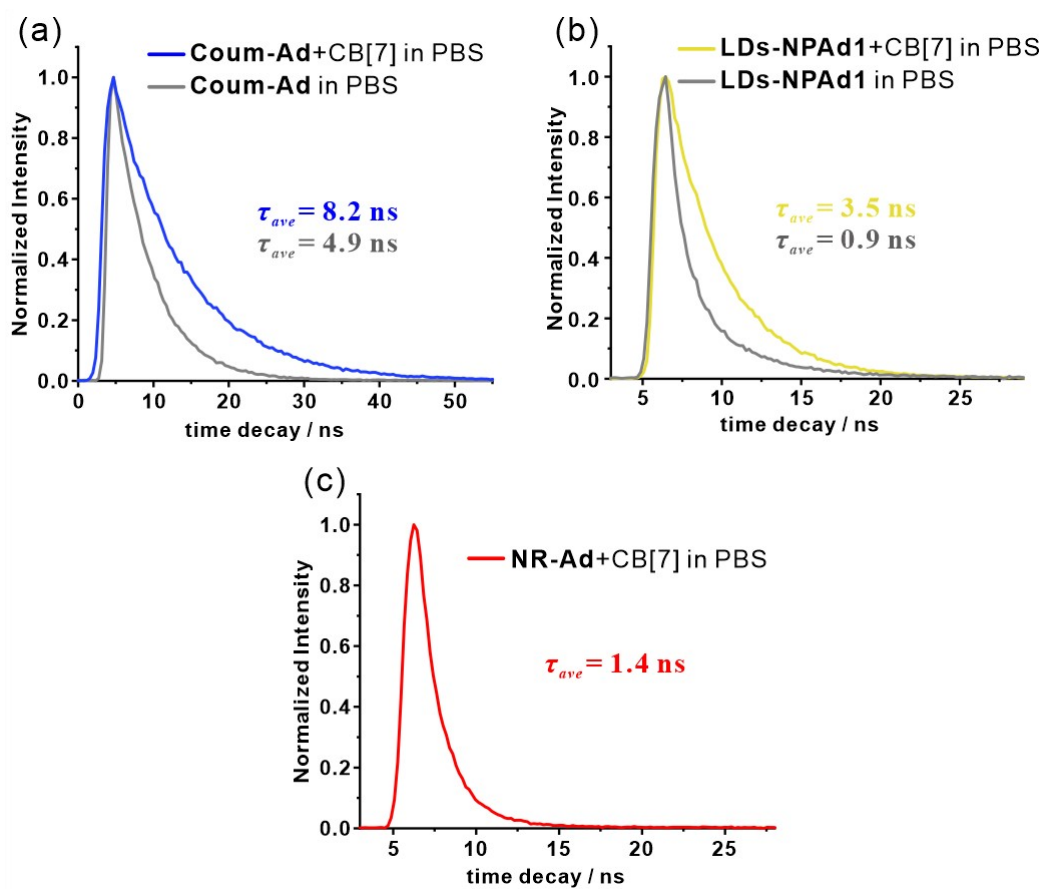 (a)
Coum-Ad+CB[7] in PBS
Coum-Ad in PBS
Normalized Intensity
1.0
0.8
0.6
0.4
0.2
0.0
τave= 8.2 ns
τave= 4.9 ns
0 10 20 30 40 50
time decay / ns
(b)
LDs-NPAd1+CB[7] in PBS
LDs-NPAd1 in PBS
Normalized Intensity
1.0
0.8
0.6
0.4
0.2
0.0
τave= 3.5 ns
τave= 0.9 ns
5 10 15 20 25
time decay / ns
(c)
NR-Ad+CB[7] in PBS
Normalized Intensity
1.0
0.8
0.6
0.4
0.2
0.0
τave= 1.4 ns
5 10 15 20 25
time decay / ns